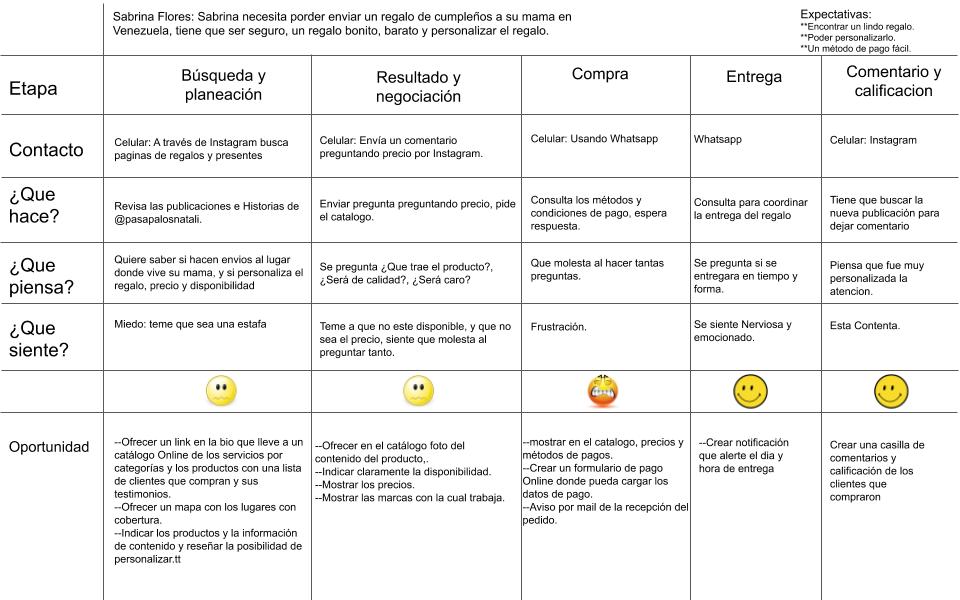 Sabrina Flores: Sabrina necesita porder enviar un regalo de cumpleños a su mama en
Venezuela, tiene que ser seguro, un regalo bonito, barato y personalizar el regalo.
Expectativas:
**Encontrar un lindo regalo.
**Poder personalizarlo.
**Un método de pago fácil.
Etapa
Búsqueda y
planeación
Resultado y
negociación
Compra
Entrega
Comentario y
calificacion
Contacto
Celular: A través de Instagram busca
paginas de regalos y presentes
Celular: Envía un comentario
preguntando precio por Instagram.
Celular: Usando Whatsapp
Whatsapp
Celular: Instagram
¿Que
hace?
Revisa las publicaciones e Historias de
@pasapalosnatali.
Enviar pregunta preguntando precio, pide
el catalogo.
Consulta los métodos y
condiciones de pago, espera
respuesta.
Consulta para coordinar
la entrega del regalo
Tiene que buscar la
nueva publicación para
dejar comentario
¿Que
piensa?
Quiere saber si hacen envios al lugar
donde vive su mama, y si personaliza el
regalo, precio y disponibilidad
Se pregunta ¿Que trae el producto?,
¿Será de calidad?, ¿Será caro?
Que molesta al hacer tantas
preguntas.
Se pregunta si se
entregara en tiempo y
forma.
Piensa que fue muy
personalizada la
atencion.
¿Que
siente?
Miedo: teme que sea una estafa
Teme a que no este disponible, y que no
sea el precio, siente que molesta al
preguntar tanto.
Frustración.
Se siente Nerviosa y
emocionado.
Esta Contenta.
Oportunidad
--Ofrecer un link en la bio que lleve a un
catálogo Online de los servicios por
categorías y los productos con una lista
de clientes que compran y sus
testimonios.
--Ofrecer un mapa con los lugares con
cobertura.
--Indicar los productos y la información
de contenido y reseñar la posibilidad de
personalizar.tt
--Ofrecer en el catálogo foto del
contenido del producto,.
--Indicar claramente la disponibilidad.
--Mostrar los precios.
--Mostrar las marcas con la cual trabaja.
--mostrar en el catalogo, precios y
métodos de pagos.
--Crear un formulario de pago
Online donde pueda cargar los
datos de pago.
--Aviso por mail de la recepción del
pedido.
--Crear notificación
que alerte el dia y
hora de entrega
Crear una casilla de
comentarios y
calificación de los
clientes que
compraron